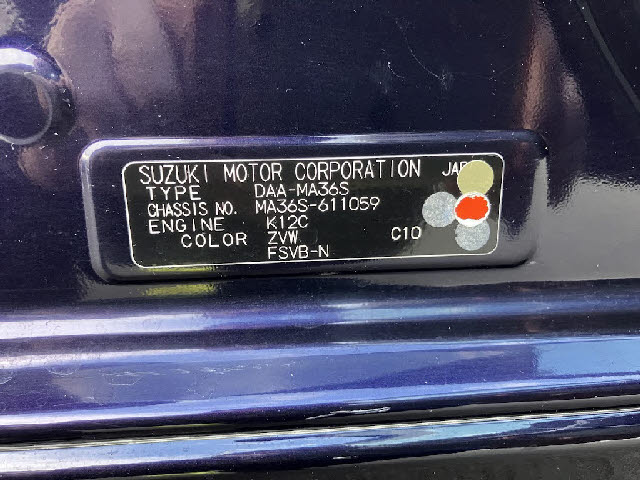 SUZUKI MOTOR CORPORATION
TYPE DAA-MA36S
CHASSIS NO. MA36S-611059
ENGINE K12C
COLOR ZVW C10
FSVB-N